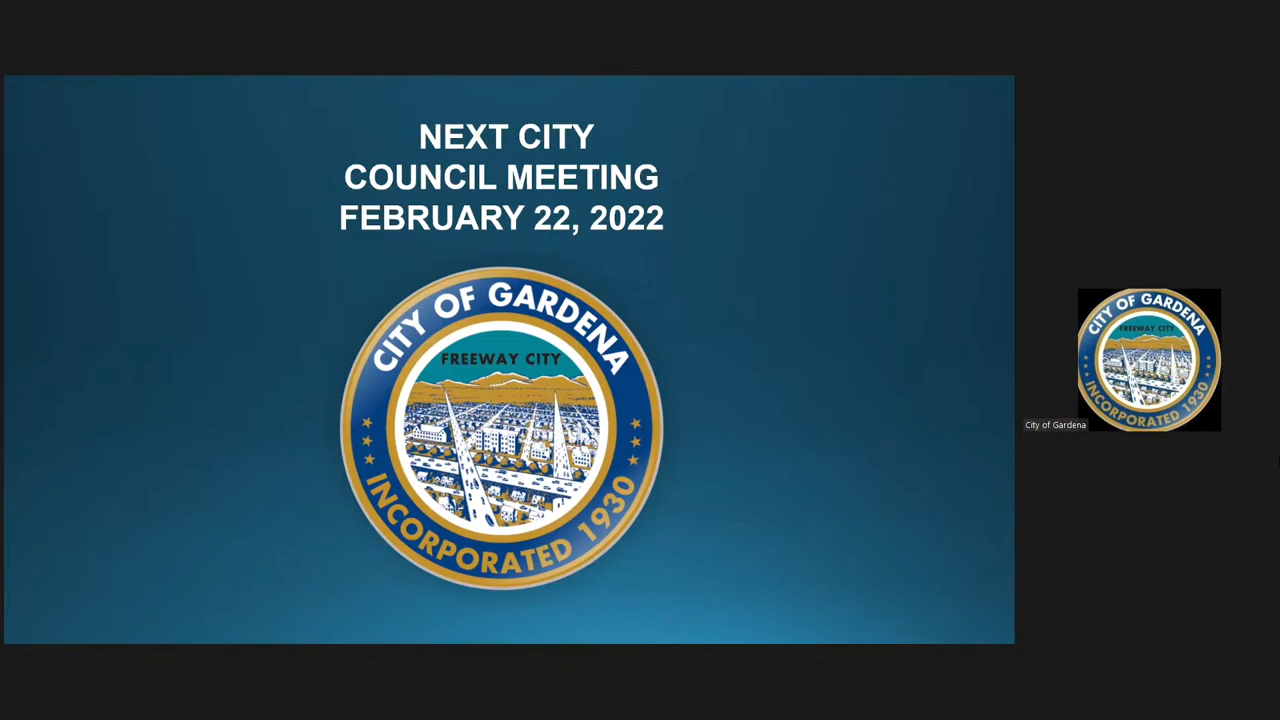 NEXT CITY
COUNCIL MEETING
FEBRUARY 22, 2022
CITY OF GARDENA
FREEWAY CITY
INCORPORATED 1930
CITY OF GARDENA
FREEWAY CITY
INCORPORATED 1930
City of Gardena